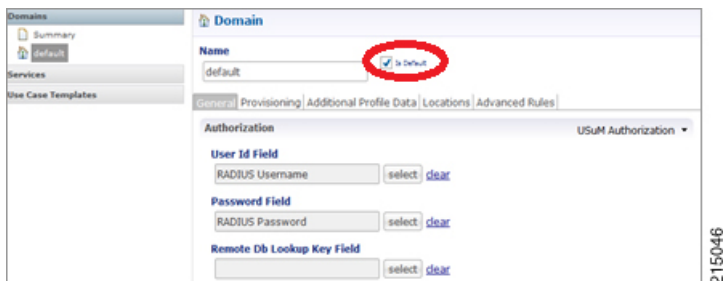 Domains
Summary
default
Services
Use Case Templates
Domain
Name
default
Is Default
General Provisioning Additional Profile Data Locations Advanced Rules
Authorization
USuM Authorization
User Id Field
RADIUS Username select clear
Password Field
RADIUS Password select clear
Remote Db Lookup Key Field
select clear
215046